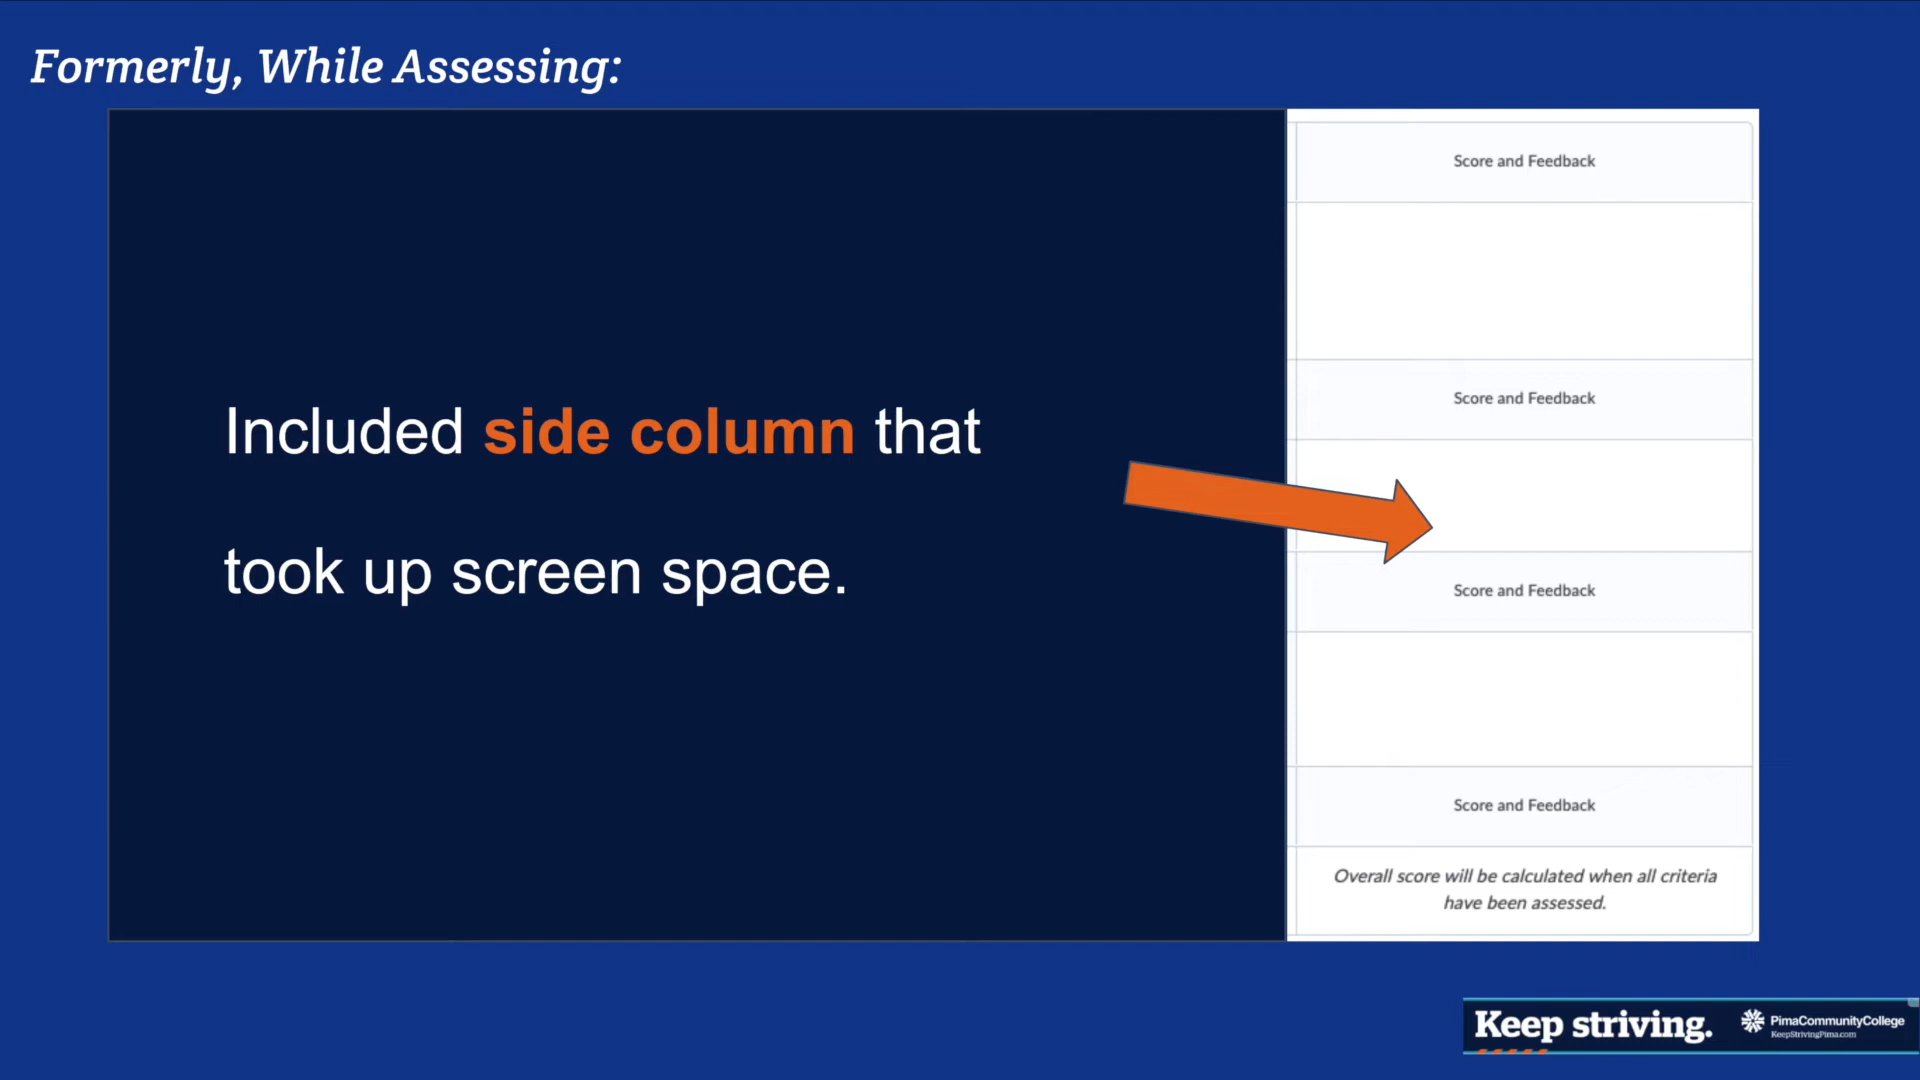 Formerly, While Assessing:
Included side column that
took up screen space.
Score and Feedback
Score and Feedback
Score and Feedback
Score and Feedback
Overall score will be calculated when all criteria
have been assessed.
Keep striving.
PimaCommunityCollege
KeepStrivingPima.com